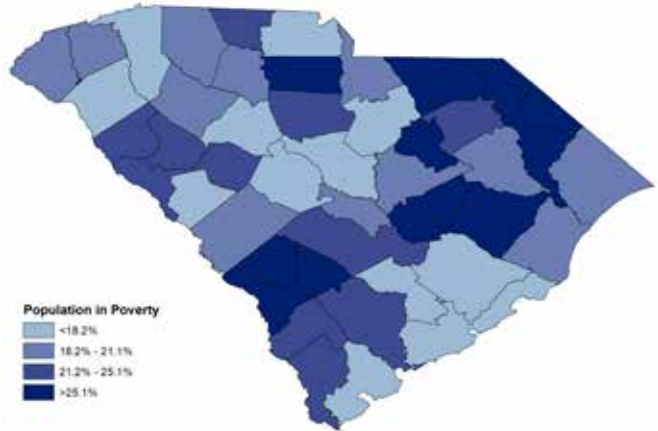 Population in Poverty
<18.2%
18.2% - 21.1%
21.2% - 25.1%
>25.1%